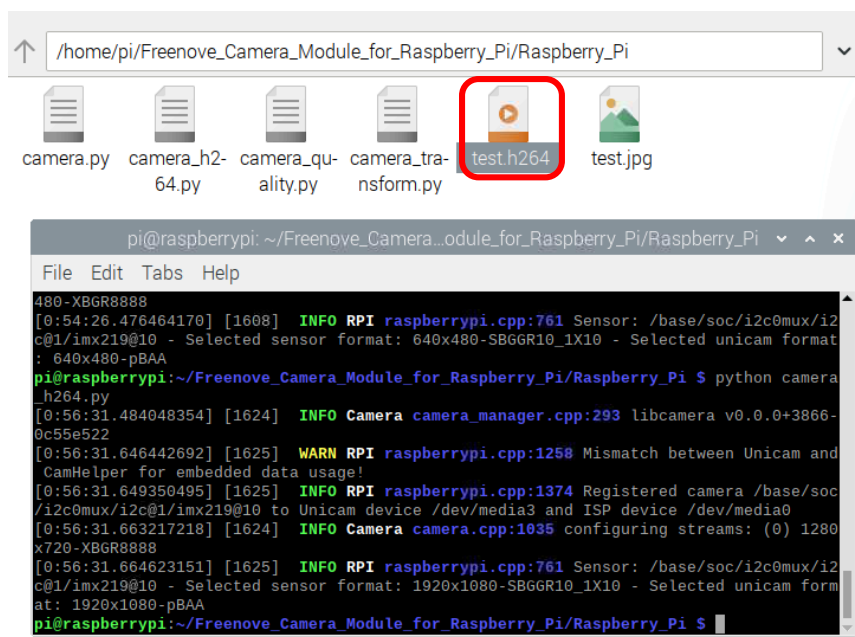 /home/pi/Freenove_Camera_Module_for_Raspberry_Pi/Raspberry_Pi
camera.py camera_h2- camera_qu- camera_tra- test.h264 test.jpg
64.py ality.py nsform.py
pi@raspberrypi: ~/Freenove_Camera...odule_for_Raspberry_Pi/Raspberry_Pi
File Edit Tabs Help
480-XBGR8888
[0:54:26.476464170] [1608]  INFO RPI raspberrypi.cpp:761 Sensor: /base/soc/i2c0mux/i2
c@1/imx219@10 - Selected sensor format: 640x480-SBGGR10_1X10 - Selected unicam format
: 640x480-pBAA
pi@raspberrypi:~/Freenove_Camera_Module_for_Raspberry_Pi/Raspberry_Pi $ python camera
_h264.py
[0:56:31.484048354] [1624]  INFO Camera camera_manager.cpp:293 libcamera v0.0.0+3866-
0c55e522
[0:56:31.646442692] [1625]  WARN RPI raspberrypi.cpp:1258 Mismatch between Unicam and
 CamHelper for embedded data usage!
[0:56:31.649350495] [1625]  INFO RPI raspberrypi.cpp:1374 Registered camera /base/soc
/i2c0mux/i2c@1/imx219@10 to Unicam device /dev/media3 and ISP device /dev/media0
[0:56:31.663217218] [1624]  INFO Camera camera.cpp:1035 configuring streams: (0) 1280
x720-XBGR8888
[0:56:31.664623151] [1625]  INFO RPI raspberrypi.cpp:761 Sensor: /base/soc/i2c0mux/i2
c@1/imx219@10 - Selected sensor format: 1920x1080-SBGGR10_1X10 - Selected unicam form
at: 1920x1080-pBAA
pi@raspberrypi:~/Freenove_Camera_Module_for_Raspberry_Pi/Raspberry_Pi $